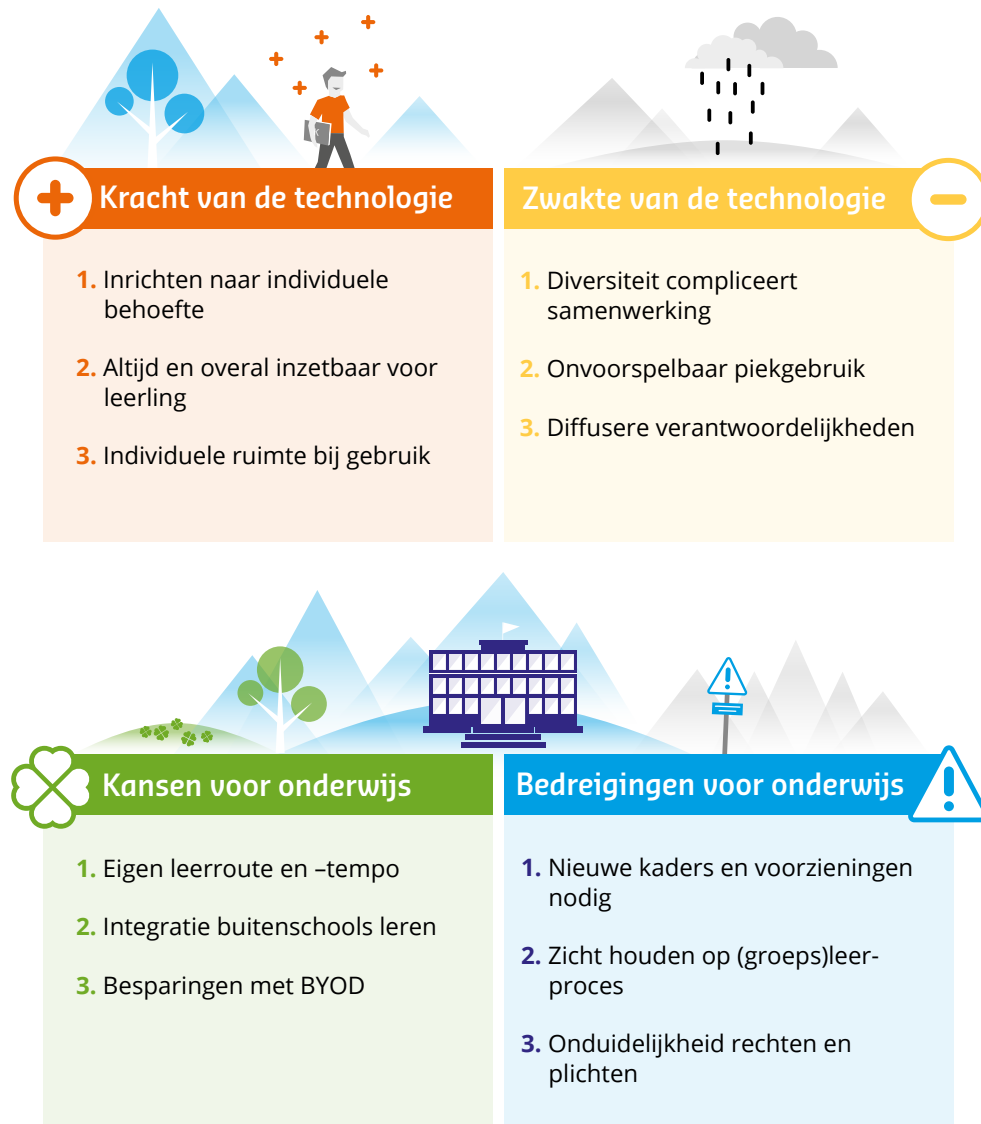 Kracht van de technologie
1. Inrichten naar individuele
behoefte
2. Altijd en overal inzetbaar voor
leerling
3. Individuele ruimte bij gebruik
Zwakte van de technologie
1. Diversiteit compliceert
samenwerking
2. Onvoorspelbaar piekgebruik
3. Diffusere verantwoordelijkheden
Kansen voor onderwijs
1. Eigen leerroute en –tempo
2. Integratie buitenschools leren
3. Besparingen met BYOD
Bedreigingen voor onderwijs
1. Nieuwe kaders en voorzieningen
nodig
2. Zicht houden op (groeps)leer-
proces
3. Onduidelijkheid rechten en
plichten